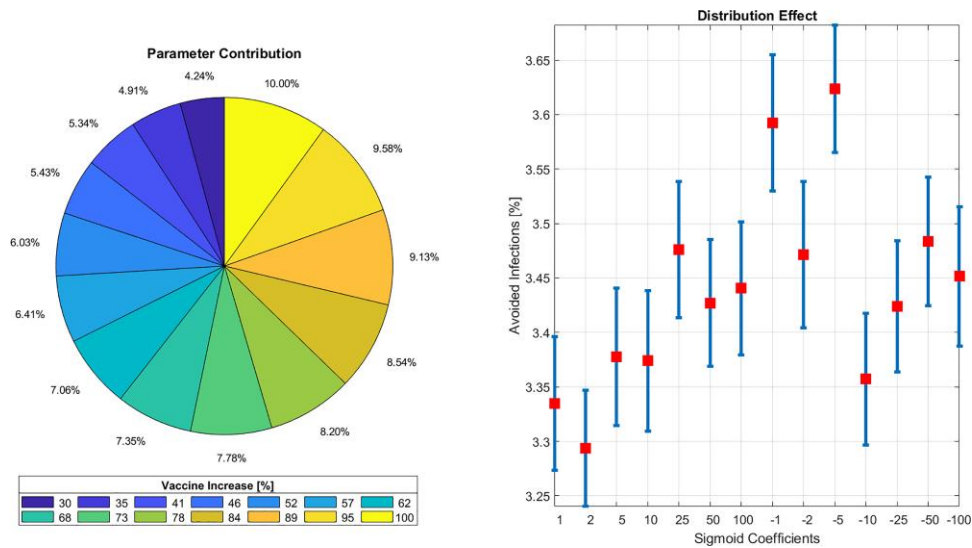 Parameter Contribution
4.24%
10.00%
4.91%
9.58%
5.34%
5.43%
9.13%
6.03%
6.41%
8.54%
7.06%
8.20%
7.35%
7.78%
Vaccine Increase [%]
30 35 41 46 52 57 62
68 73 78 84 89 95 100
Distribution Effect
Avoided Infections [%]
3.65
3.6
3.55
3.5
3.45
3.4
3.35
3.3
3.25
1 2 5 10 25 50 100 -1 -2 -5 -10 -25 -50 -100
Sigmoid Coefficients